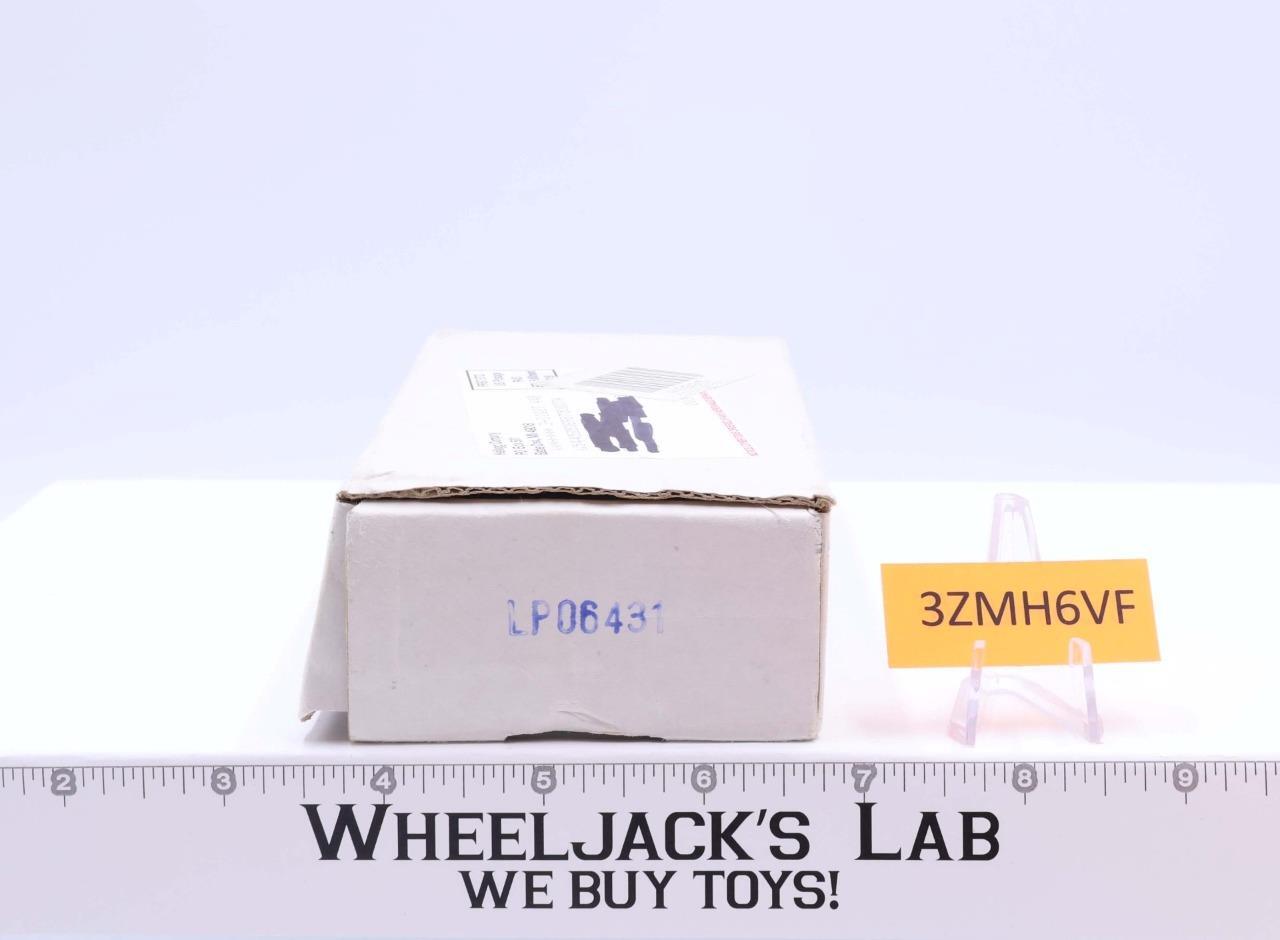 LP06431
3ZMH6VF
2 3 4 5 6 7 8 9
WHEELJACK'S LAB
WE BUY TOYS!